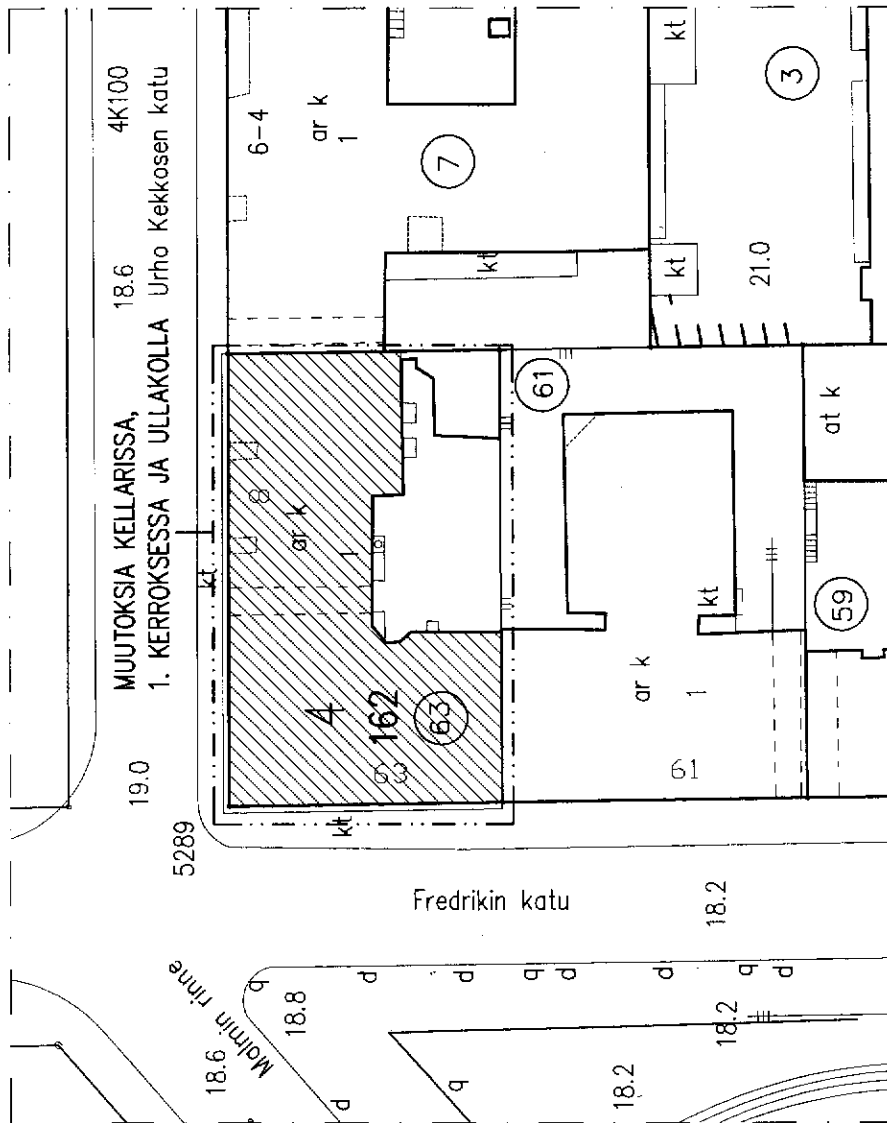 MUUTOKSIA KELLARISSA,
1. KERROKSESSA JA ULLAKOLLA
Urho Kekkosen katu
19.0
18.6
4K100
5289
kt
8
ar k
1
4
162
63
63
kt
6-4
ar k
1
7
kt
kt
kt
3
21.0
61
at k
kt
59
ar k
1
61
Fredrikin katu
18.2
Malmin rinne
18.6
18.8
18.2
18.2
q
d
d
q
d
d
q
d
d
q